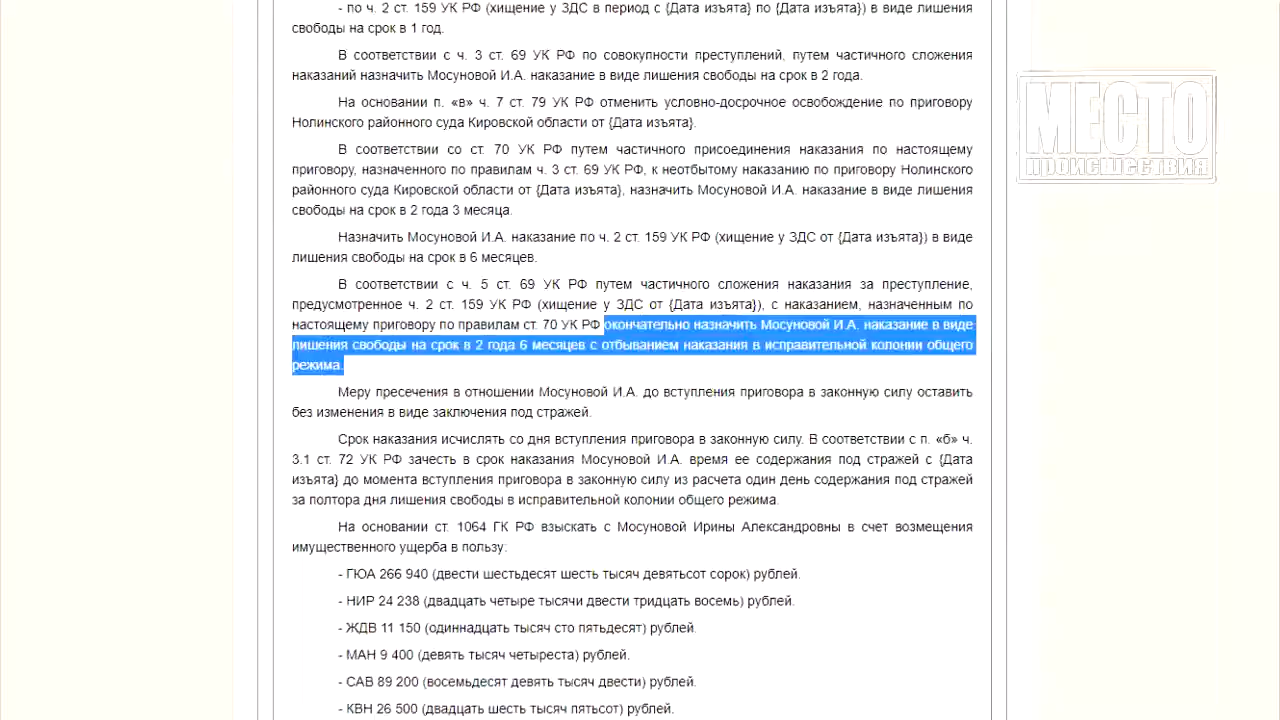 - по ч. 2 ст. 159 УК РФ (хищение у ЗДС в период с {Дата изъята} по {Дата изъята}) в виде лишения
свободы на срок в 1 год.
В соответствии с ч. 3 ст. 69 УК РФ по совокупности преступлений, путем частичного сложения
наказаний назначить Мосуновой И.А. наказание в виде лишения свободы на срок в 2 года.
На основании п. «в» ч. 7 ст. 79 УК РФ отменить условно-досрочное освобождение по приговору
Нолинского районного суда Кировской области от {Дата изъята}.
В соответствии со ст. 70 УК РФ путем частичного присоединения наказания по настоящему
приговору, назначенного по правилам ч. 3 ст. 69 УК РФ, к неотбытому наказанию по приговору Нолинского
районного суда Кировской области от {Дата изъята}, назначить Мосуновой И.А. наказание в виде лишения
свободы на срок в 2 года 3 месяца.
Назначить Мосуновой И.А. наказание по ч. 2 ст. 159 УК РФ (хищение у ЗДС от {Дата изъята}) в виде
лишения свободы на срок в 6 месяцев.
В соответствии с ч. 5 ст. 69 УК РФ путем частичного сложения наказания за преступление,
предусмотренное ч. 2 ст. 159 УК РФ (хищение у ЗДС от {Дата изъята}), с наказанием, назначенным по
настоящему приговору по правилам ст. 70 УК РФ окончательно назначить Мосуновой И.А. наказание в виде
лишения свободы на срок в 2 года 6 месяцев с отбыванием наказания в исправительной колонии общего
режима.
Меру пресечения в отношении Мосуновой И.А. до вступления приговора в законную силу оставить
без изменения в виде заключения под стражей.
Срок наказания исчислять со дня вступления приговора в законную силу. В соответствии с п. «б» ч.
3.1 ст. 72 УК РФ зачесть в срок наказания Мосуновой И.А. время ее содержания под стражей с {Дата
изъята} до момента вступления приговора в законную силу из расчета один день содержания под стражей
за полтора дня лишения свободы в исправительной колонии общего режима.
На основании ст. 1064 ГК РФ взыскать с Мосуновой Ирины Александровны в счет возмещения
имущественного ущерба в пользу:
- ГЮА 266 940 (двести шестьдесят шесть тысяч девятьсот сорок) рублей.
- НИР 24 238 (двадцать четыре тысячи двести тридцать восемь) рублей.
- ЖДВ 11 150 (одиннадцать тысяч сто пятьдесят) рублей.
- МАН 9 400 (девять тысяч четыреста) рублей.
- САВ 89 200 (восемьдесят девять тысяч двести) рублей.
- КВН 26 500 (двадцать шесть тысяч пятьсот) рублей.
МЕСТО
происшествия